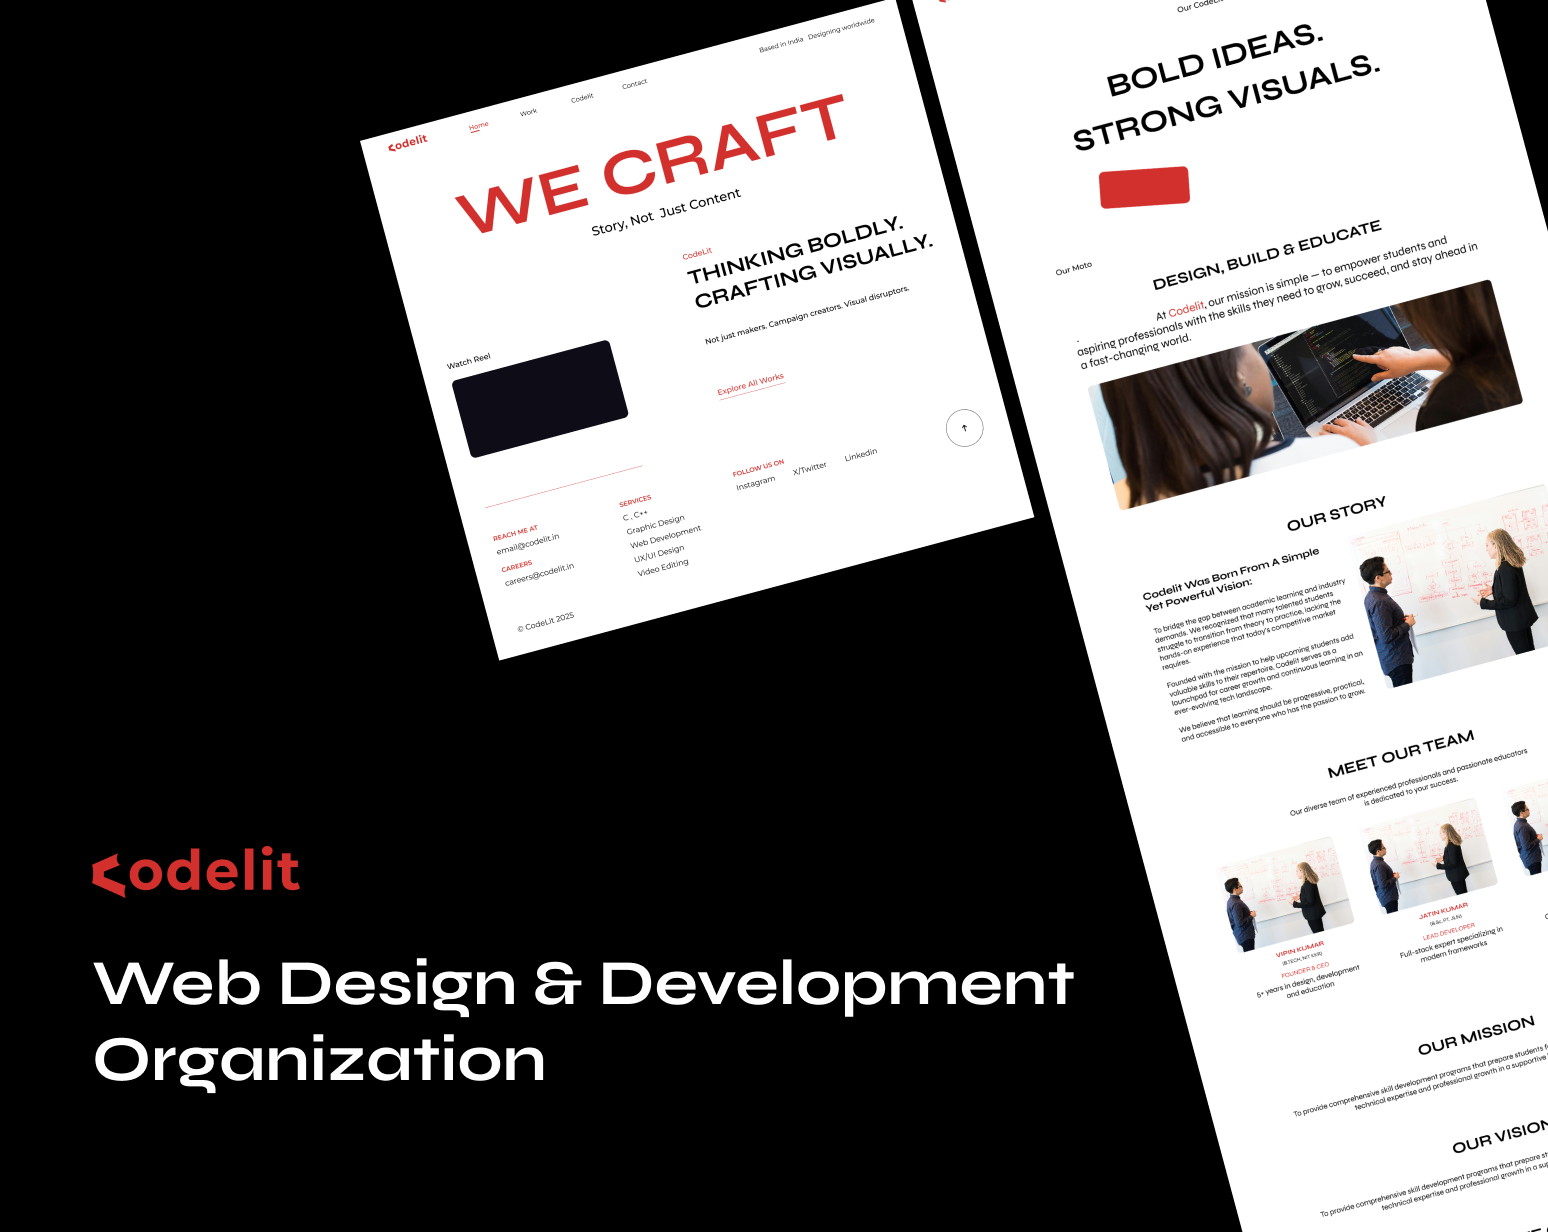 Based in India Designing worldwide
Contact
Codelit
Work
Home
Codelit
WE CRAFT
Story, Not Just Content
CodeLit
THINKING BOLDLY.
CRAFTING VISUALLY.
Not just makers. Campaign creators. Visual disruptors.
Explore All Works
Watch Reel
FOLLOW US ON
Instagram X/Twitter Linkedin
SERVICES
C , C++
Graphic Design
Web Development
UX/UI Design
Video Editing
REACH ME AT
email@codelit.in
CAREERS
careers@codelit.in
© CodeLit 2025
BOLD IDEAS.
STRONG VISUALS.
Our Moto
DESIGN, BUILD & EDUCATE
At Codelit, our mission is simple — to empower students and
aspiring professionals with the skills they need to grow, succeed, and stay ahead in
a fast-changing world.
OUR STORY
Codelit Was Born From A Simple
Yet Powerful Vision:
To bridge the gap between academic learning and industry
demands. We recognized that many talented students
struggle to transition from theory to practice, lacking the
hands-on experience that today's competitive market
requires.
Founded with the mission to help upcoming students add
valuable skills to their repertoire, Codelit serves as a
launchpad for career growth and continuous learning in an
ever-evolving tech landscape.
We believe that learning should be progressive, practical,
and accessible to everyone who has the passion to grow.
MEET OUR TEAM
Our diverse team of experienced professionals and passionate educators
is dedicated to your success.
VIPIN KUMAR
FOUNDER & CEO
5+ years in design, development
and education
JATIN KUMAR
LEAD DEVELOPER
Full-stack expert specializing in
modern frameworks
OUR MISSION
To provide comprehensive skill development programs that prepare students
technical expertise and professional growth in a supportive
OUR VISION
To provide comprehensive skill development programs that prepare
technical expertise and professional growth in a
Codelit
Web Design & Development
Organization